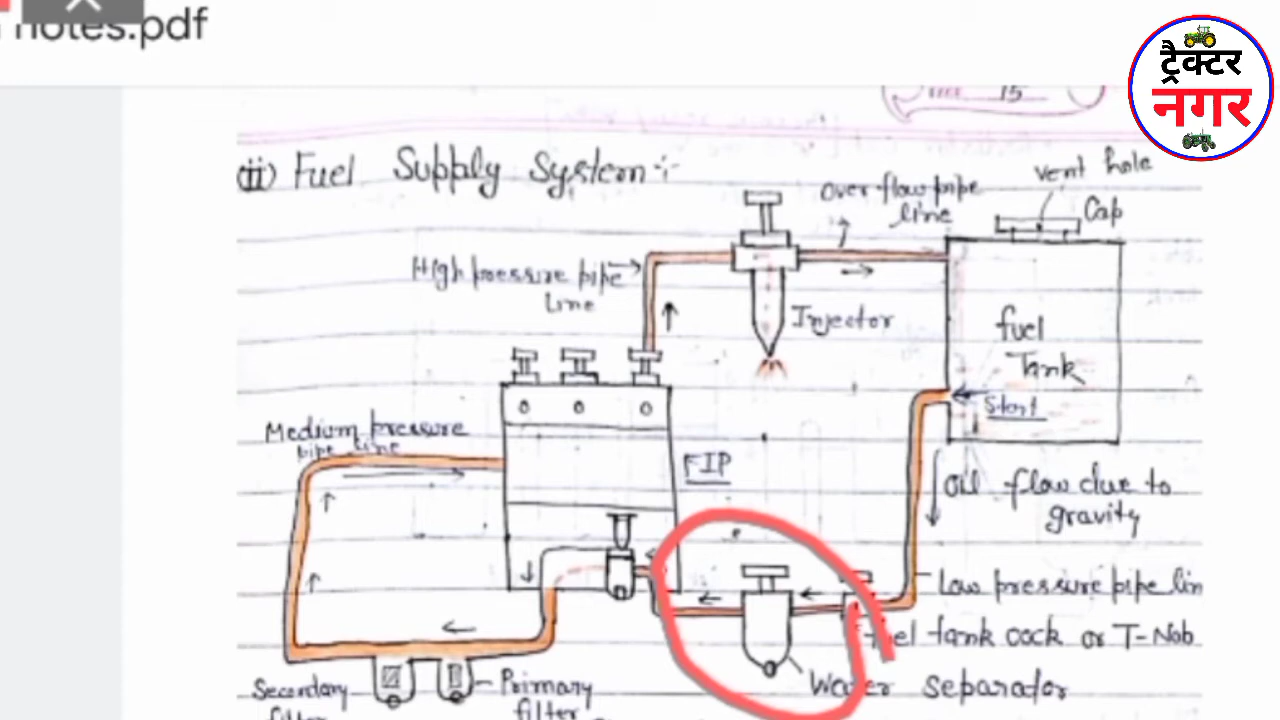 notes.pdf
ट्रैक्टर
नगर
15
(ii) Fuel Supply System :-
vent hole
Over flow pipe
line
Cap
High pressure pipe
Line
Injector
fuel
Tank
Start
Medium pressure
pipe line
FIP
Oil flow due to
gravity
Low pressure pipe lin
fuel tank cock or T-Nob
Water separator
Secondary
filter
Primary
filter